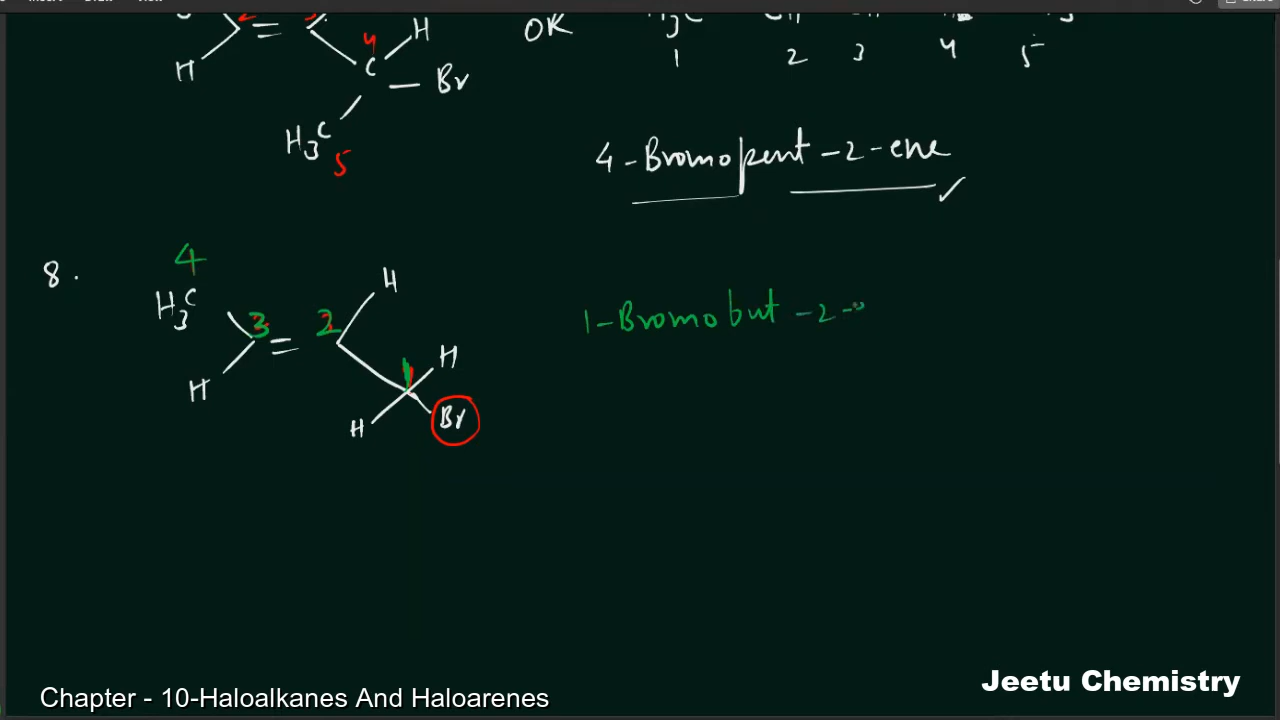 H
H
C
Br
4
OK
1
2
3
4
5
H3C
5
4-Bromopent-2-ene
8.
4
H3C
3
2
H
H
1
H
H
Br
1-Bromobut-2-
Chapter - 10-Haloalkanes And Haloarenes
Jeetu Chemistry